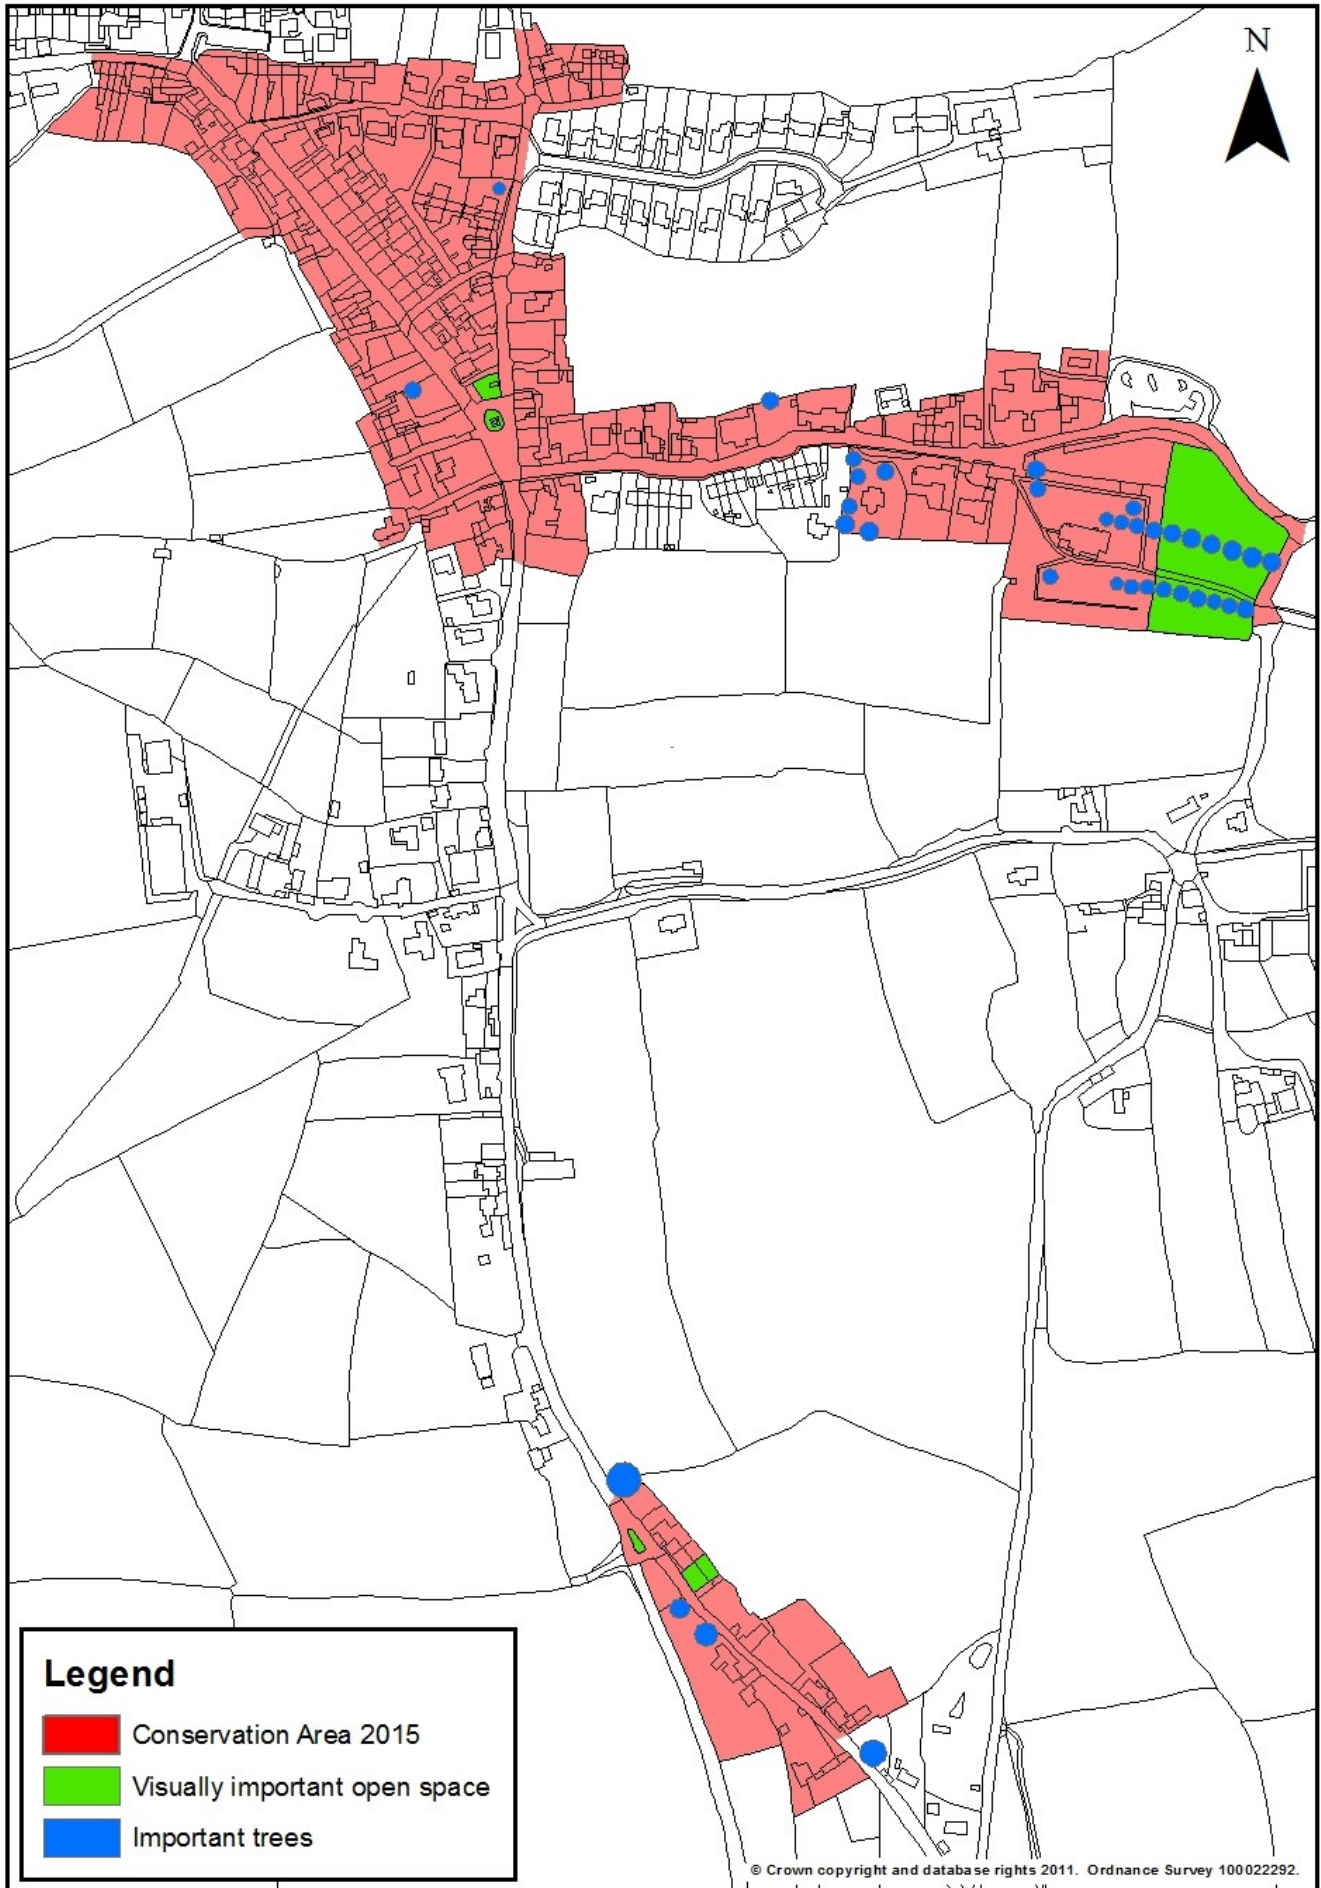 N
Legend
Conservation Area 2015
Visually important open space
Important trees
© Crown copyright and database rights 2011. Ordnance Survey 100022292.